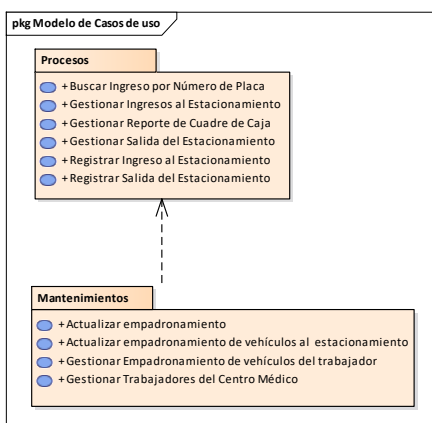 pkg Modelo de Casos de uso
Procesos
+Buscar Ingreso por Número de Placa
+Gestionar Ingresos al Estacionamiento
+Gestionar Reporte de Cuadre de Caja
+Gestionar Salida del Estacionamiento
+Registrar Ingreso al Estacionamiento
+Registrar Salida del Estacionamiento
Mantenimientos
+Actualizar empadronamiento
+Actualizar empadronamiento de vehículos al estacionamiento
+Gestionar Empadronamiento de vehículos del trabajador
+Gestionar Trabajadores del Centro Médico